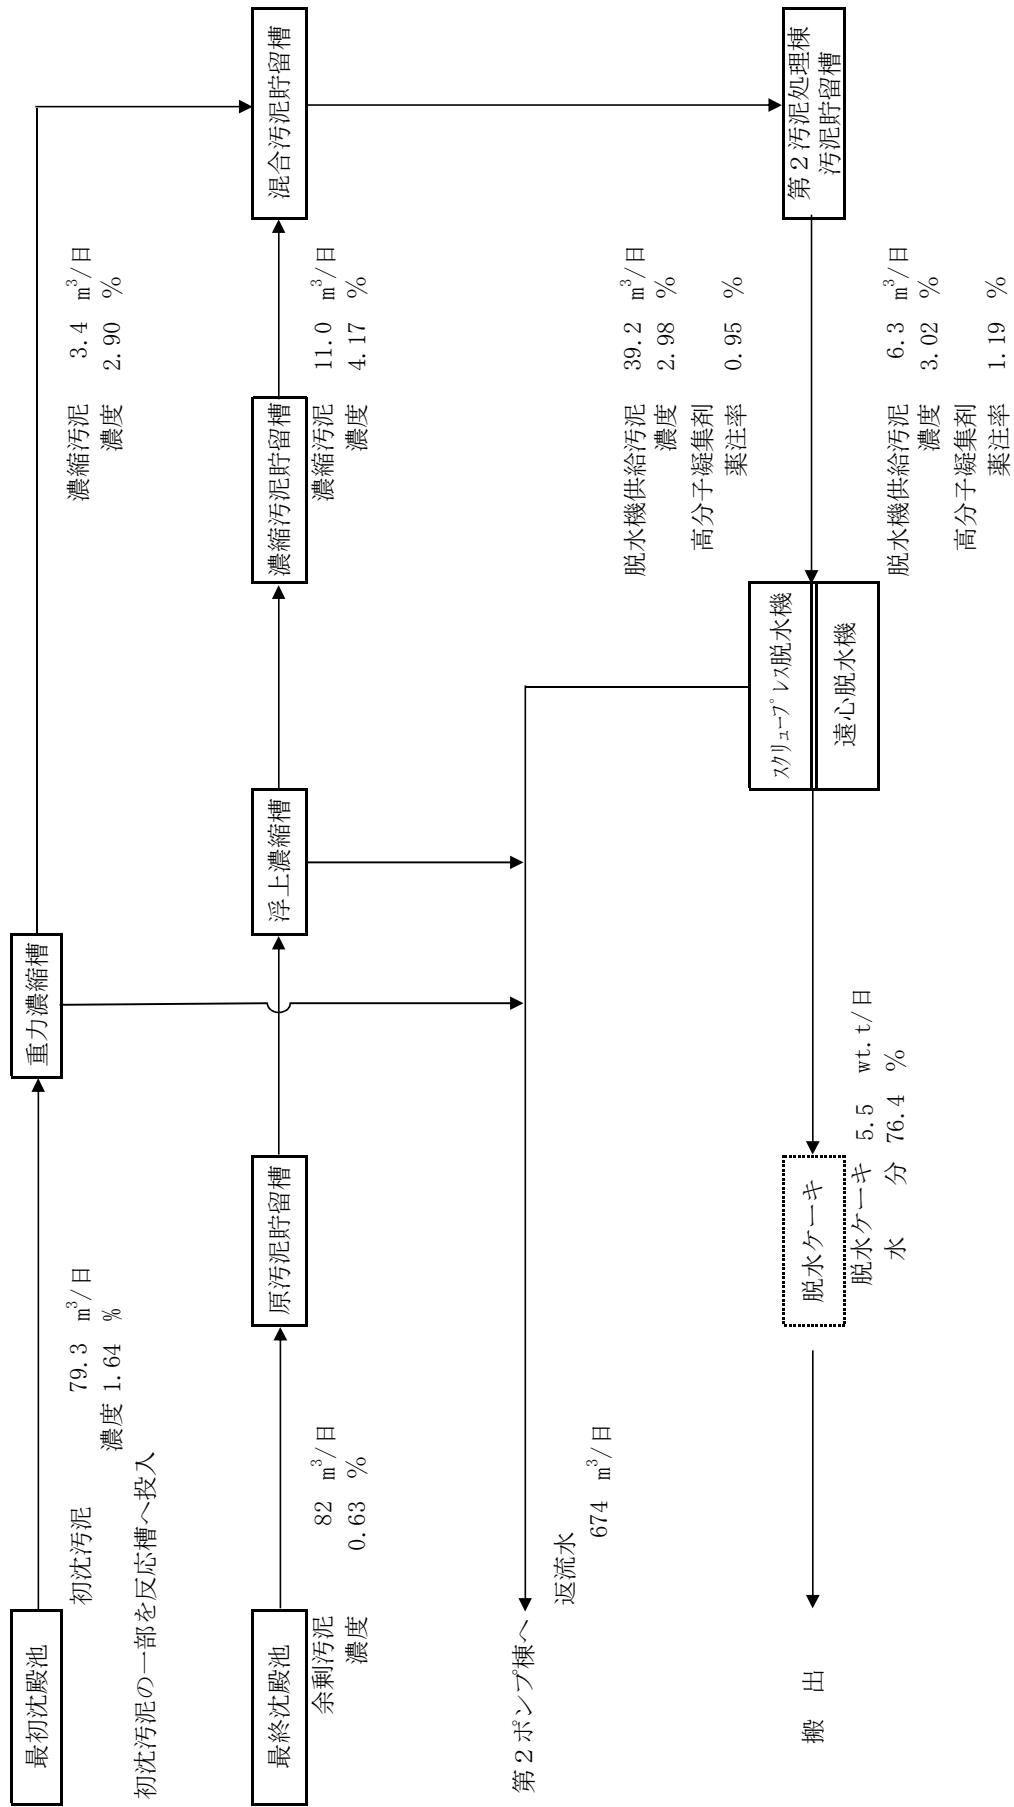 最初沈殿池
初沈汚泥
79.3 m³/日
濃度 1.64 %
初沈汚泥の一部を反応槽へ投入
重力濃縮槽
濃縮汚泥 3.4 m³/日
濃度 2.90 %
最終沈殿池
余剰汚泥 82 m³/日
濃度 0.63 %
原汚泥貯留槽
浮上濃縮槽
濃縮汚泥貯留槽
濃縮汚泥 11.0 m³/日
濃度 4.17 %
混合汚泥貯留槽
第2ポンプ棟へ
返流水
674 m³/日
脱水機供給汚泥 39.2 m³/日
濃度 2.98 %
高分子凝集剤
薬注率 0.95 %
搬 出
脱水ケーキ
脱水ケーキ 5.5 wt.t/日
水 分 76.4 %
スクリュープレス脱水機
遠心脱水機
第2汚泥処理棟
汚泥貯留槽
脱水機供給汚泥 6.3 m³/日
濃度 3.02 %
高分子凝集剤
薬注率 1.19 %